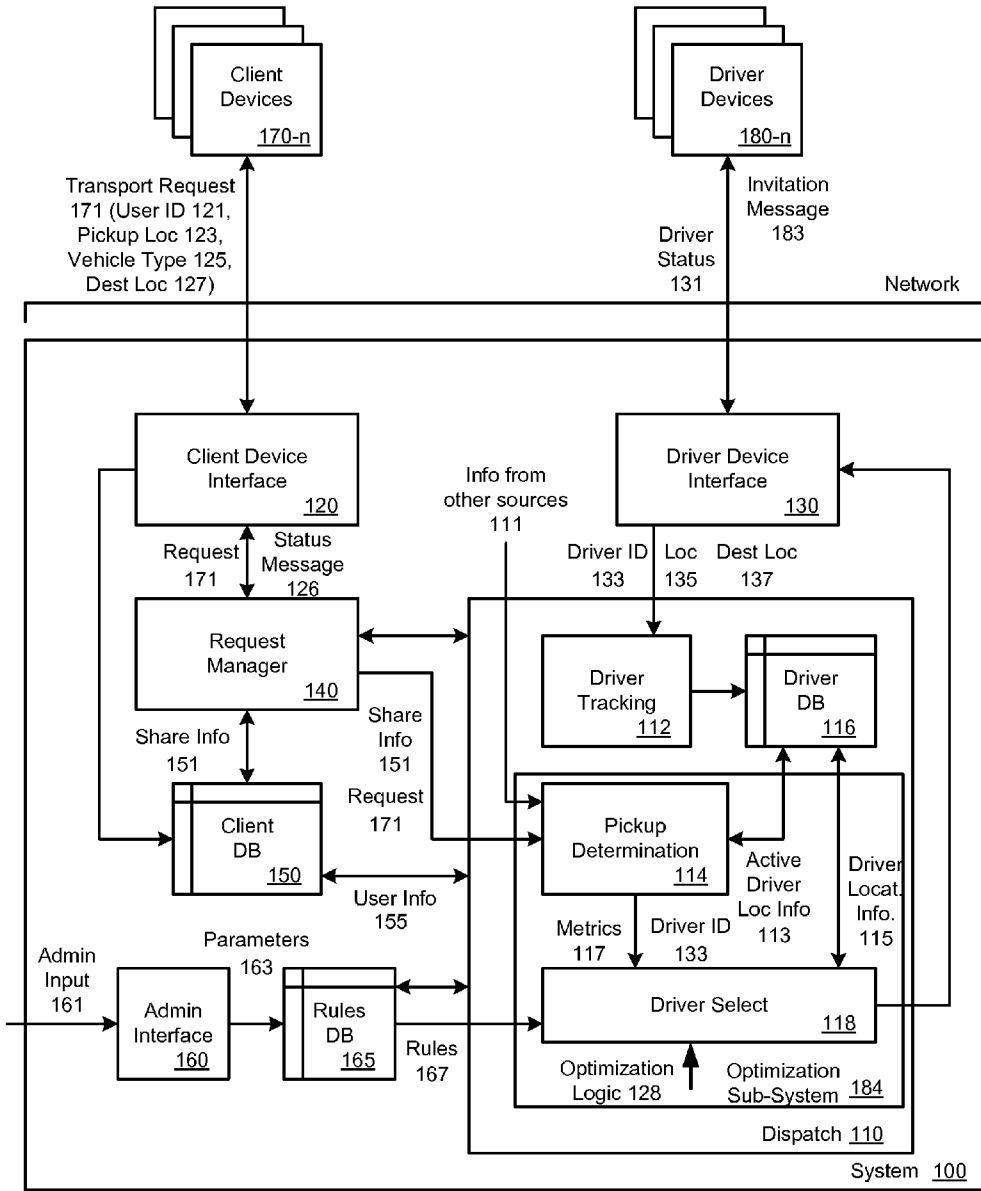 Client
Devices
170-n
Driver
Devices
180-n
Transport Request
171 (User ID 121,
Pickup Loc 123,
Vehicle Type 125,
Dest Loc 127)
Invitation
Message
183
Driver
Status
131
Network
Client Device
Interface
120
Info from
other sources
111
Driver Device
Interface
130
Request
171
Status
Message
126
Driver ID
133
Loc
135
Dest Loc
137
Request
Manager
140
Driver
Tracking
112
Driver
DB
116
Share Info
151
Share
Info
151
Request
171
Client
DB
150
Pickup
Determination
114
Active
Driver
Loc Info
113
Driver
Locat.
Info.
115
User Info
155
Metrics
117
Driver ID
133
Admin
Input
161
Parameters
163
Admin
Interface
160
Rules
DB
165
Rules
167
Driver Select
118
Optimization
Logic 128
Optimization
Sub-System
184
Dispatch 110
System 100